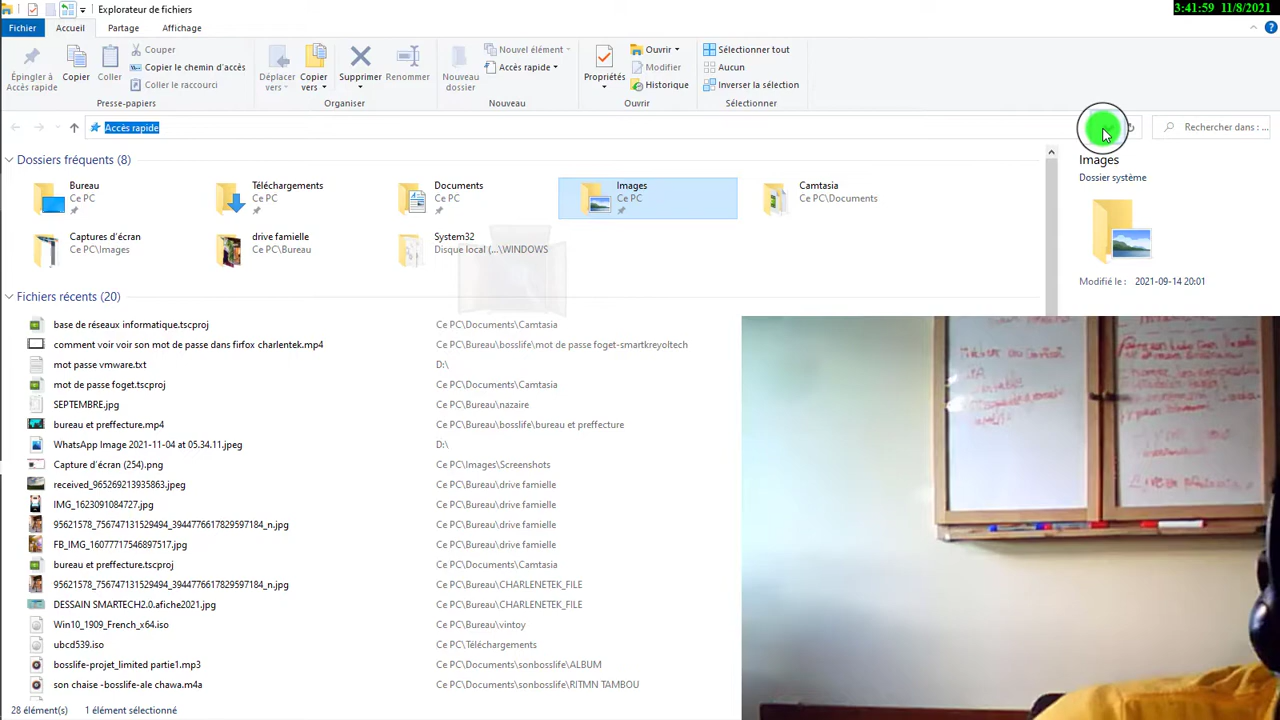 Explorateur de fichiers
3:41:59 11/8/2021
Fichier Accueil Partage Affichage
Épingler à Accès rapide
Copier
Coller
Couper
Copier le chemin d'accès
Coller le raccourci
Presse-papiers
Déplacer vers
Copier vers
Supprimer
Renommer
Organiser
Nouveau dossier
Nouvel élément
Accès rapide
Nouveau
Propriétés
Ouvrir
Modifier
Historique
Ouvrir
Sélectionner tout
Aucun
Inverser la sélection
Sélectionner
Accès rapide
Rechercher dans : ...
Dossiers fréquents (8)
Bureau
Ce PC
Téléchargements
Ce PC
Documents
Ce PC
Images
Ce PC
Camtasia
Ce PC\Documents
Captures d'écran
Ce PC\Images
drive famielle
Ce PC\Bureau
System32
Disque local (...\WINDOWS
Images
Dossier système
Modifié le : 2021-09-14 20:01
Fichiers récents (20)
base de réseaux informatique.tscproj Ce PC\Documents\Camtasia
comment voir voir son mot de passe dans firfox charlentek.mp4 Ce PC\Bureau\bosslife\mot de passe foget-smartkreyoltech
mot passe vmware.txt D:\
mot de passe foget.tscproj Ce PC\Documents\Camtasia
SEPTEMBRE.jpg Ce PC\Bureau\nazaire
bureau et preffecture.mp4 Ce PC\Bureau\bosslife\bureau et preffecture
WhatsApp Image 2021-11-04 at 05.34.11.jpeg D:\
Capture d'écran (254).png Ce PC\Images\Screenshots
received_965269213935863.jpeg Ce PC\Bureau\drive famielle
IMG_1623091084727.jpg Ce PC\Bureau\drive famielle
95621578_756747131529494_3944776617829597184_n.jpg Ce PC\Bureau\drive famielle
FB_IMG_16077717546897517.jpg Ce PC\Bureau\drive famielle
bureau et preffecture.tscproj Ce PC\Documents\Camtasia
95621578_756747131529494_3944776617829597184_n.jpg Ce PC\Bureau\CHARLENETEK_FILE
DESSAIN SMARTECH2.0.afiche2021.jpg Ce PC\Bureau\CHARLENETEK_FILE
Win10_1909_French_x64.iso Ce PC\Bureau\vintoy
ubcd539.iso Ce PC\Téléchargements
bosslife-projet_limited partie1.mp3 Ce PC\Documents\sonbosslife\ALBUM
son chaise -bosslife-ale chawa.m4a Ce PC\Documents\sonbosslife\RITMN TAMBOU
28 élément(s) 1 élément sélectionné